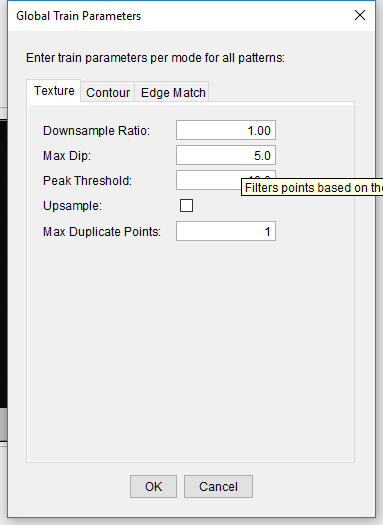 Global Train Parameters
Enter train parameters per mode for all patterns:
Texture Contour Edge Match
Downsample Ratio: 1.00
Max Dip: 5.0
Peak Threshold:
Filters points based on the
Upsample:
Max Duplicate Points: 1
OK Cancel